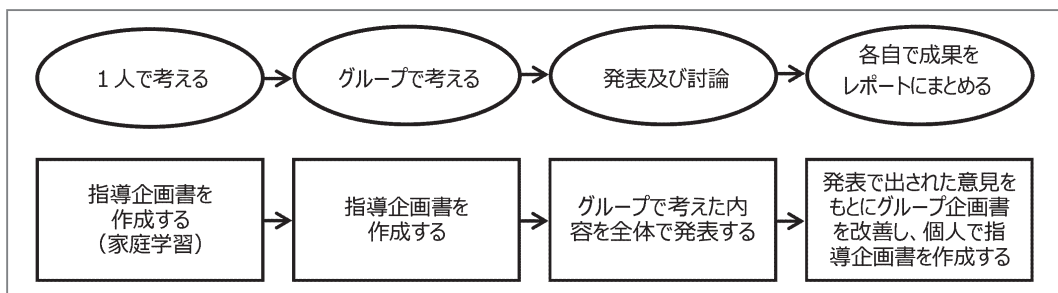 1人で考える
グループで考える
発表及び討論
各自で成果を
レポートにまとめる
指導企画書を
作成する
（家庭学習）
指導企画書を
作成する
グループで考えた内
容を全体で発表する
発表で出された意見を
もとにグループ企画書
を改善し、個人で指
導企画書を作成する